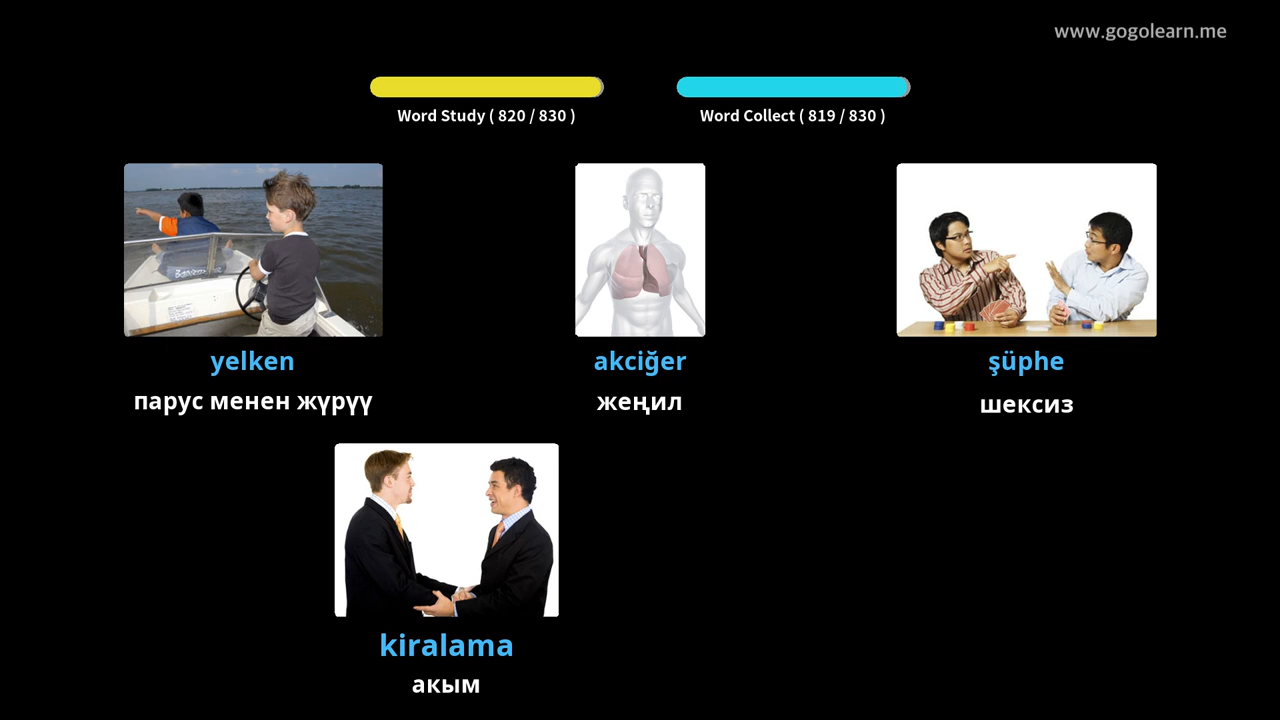 www.gogolearn.me
Word Study ( 820 / 830 )
Word Collect ( 819 / 830 )
yelken
akciğer
şüphe
парус менен жүрүү
жеңил
шексиз
kiralama
акым